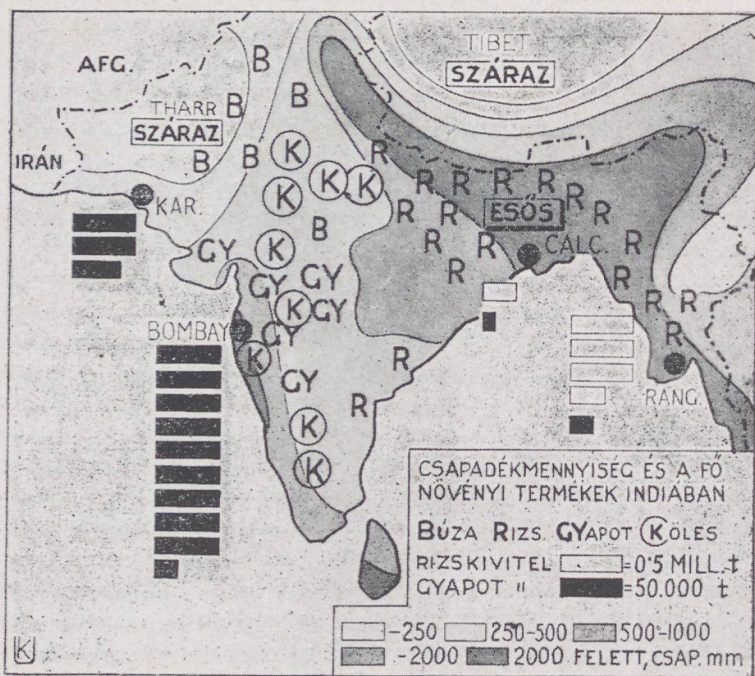 TIBET
SZÁRAZ
AFG.
B
THARR
SZÁRAZ
B
B
IRÁN
B
B
K
R
K
K
R
R
R
R
R
R
KAR.
ESŐS
R
R
R
B
R
R
R
CALC.
GY
K
R
R
GY
GY
R
R
K
GY
R
BOMBAY
GY
K
R
R
RANG.
GY
R
K
K
CSAPADÉKMENNYISÉG ÉS A FŐ
NÖVÉNYI TERMÉKEK INDIÁBAN
BÚZA RIZS GYAPOT KÖLES
RIZSKIVITEL =0'5 MILL. t
GYAPOT " =50.000 t
-250 250-500 500-1000
-2000 2000 FELETT, CSAP. mm
K